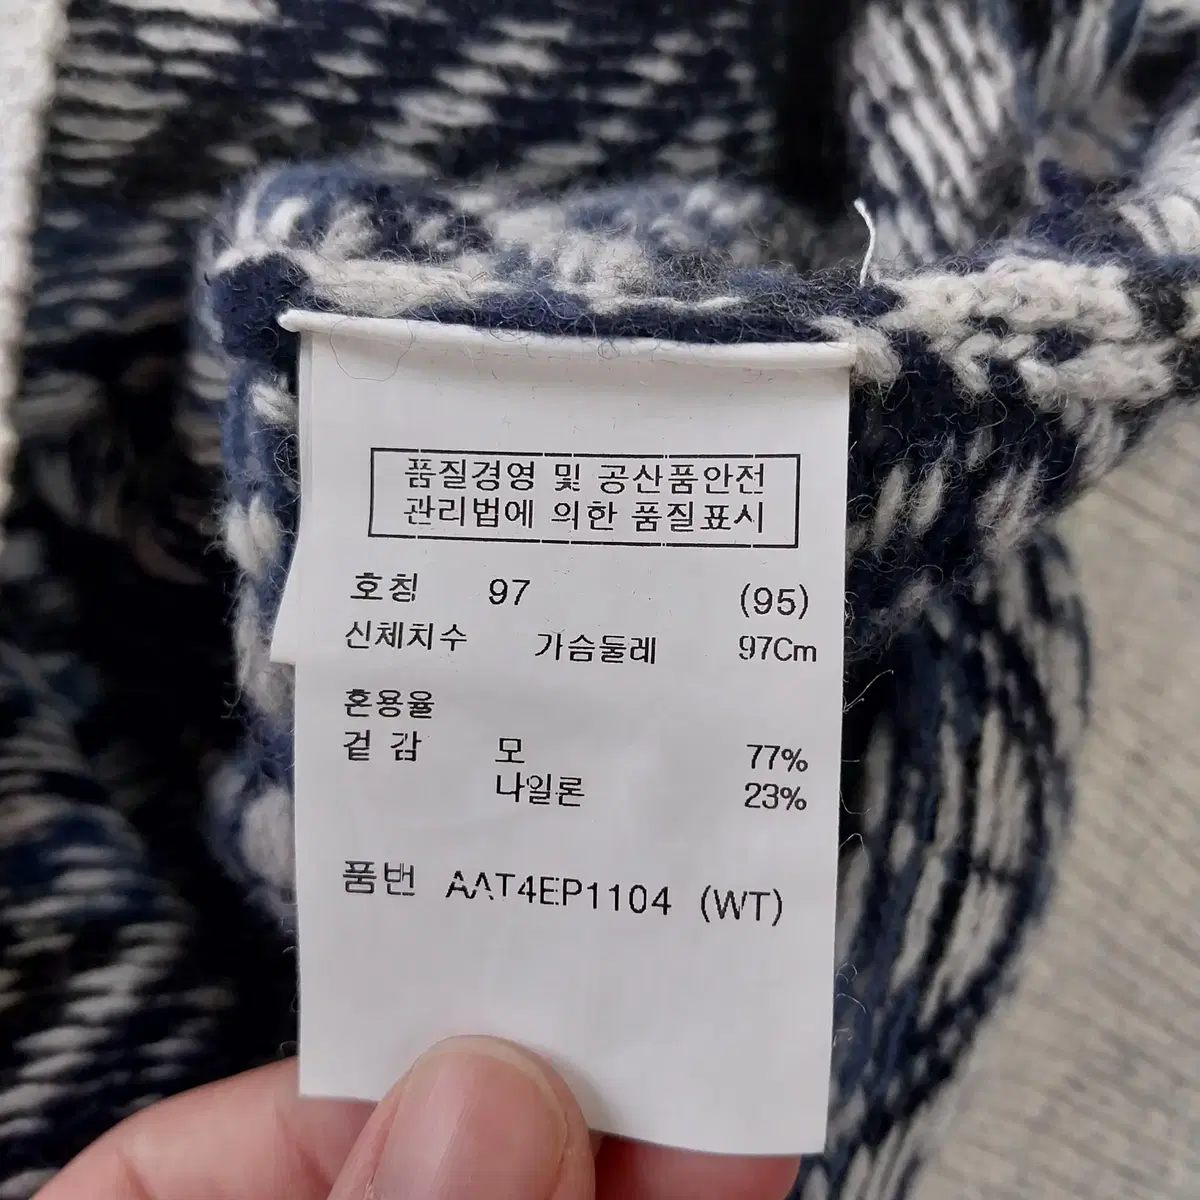 품질경영 및 공산품안전
관리법에 의한 품질표시
호칭 97 (95)
신체치수 가슴둘레 97Cm
혼용율
겉 감 모 77%
나일론 23%
품번 AAT4EP1104 (WT)